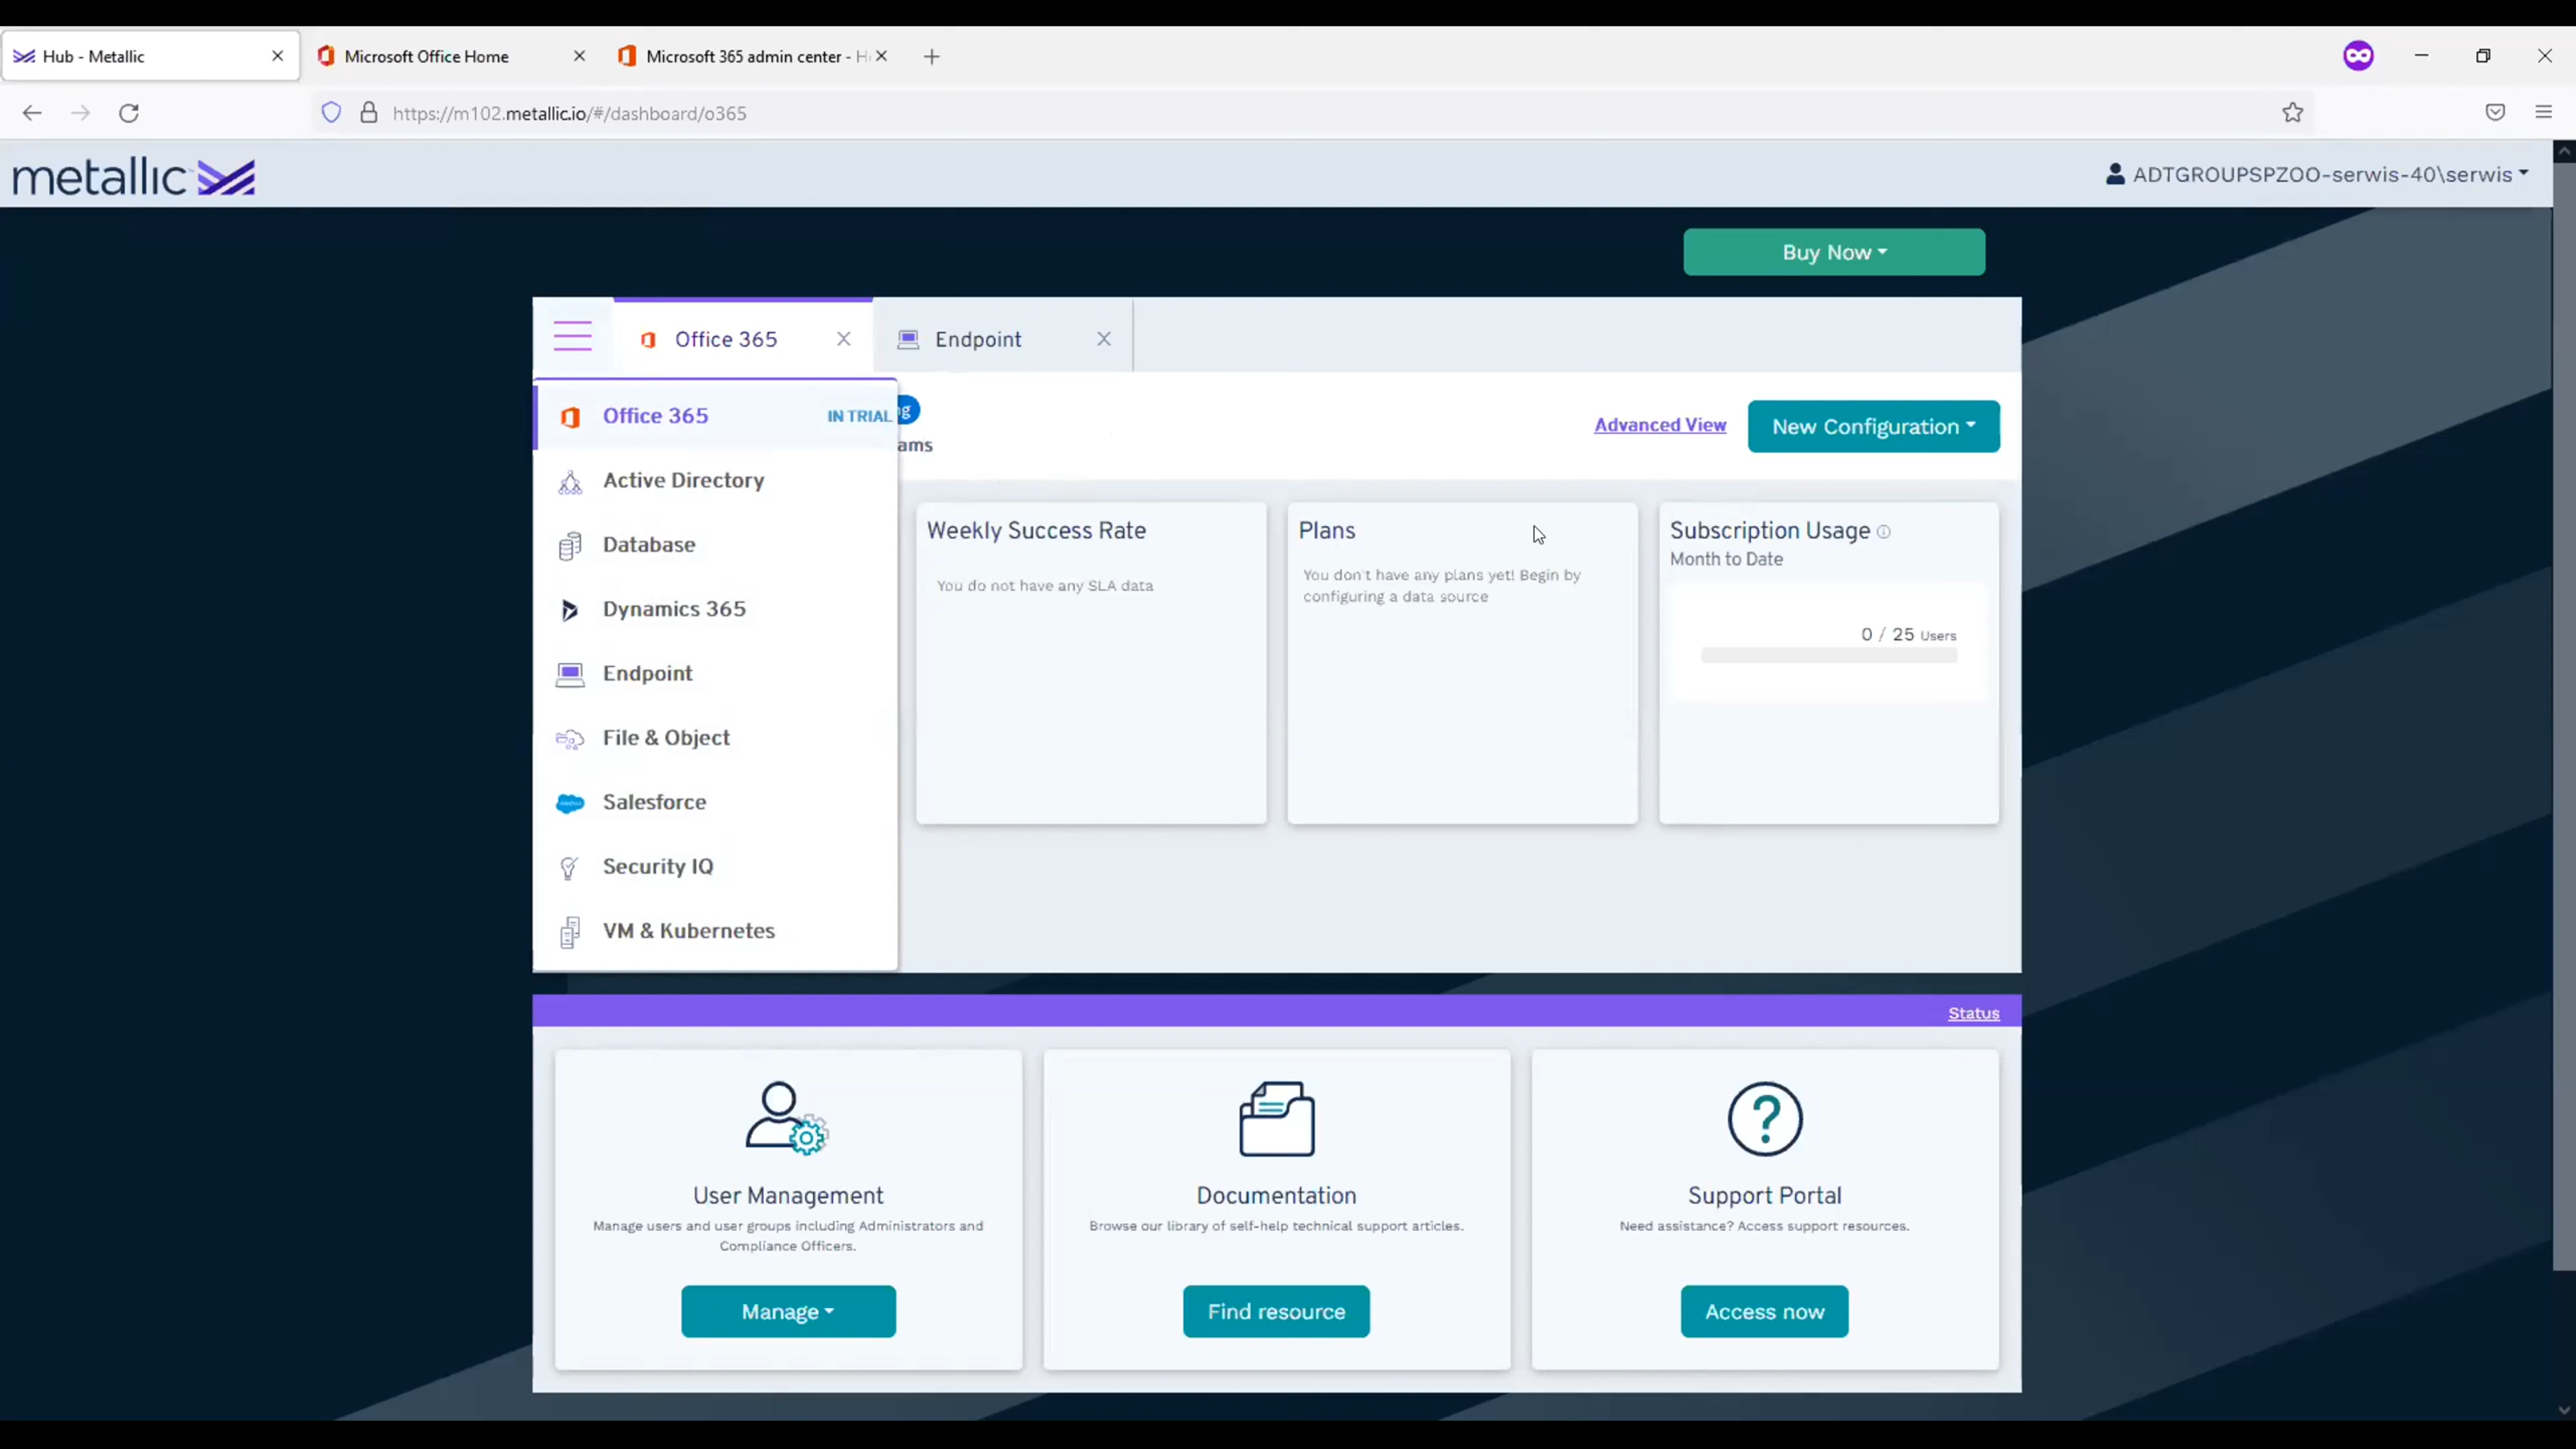 Hub - Metallic
Microsoft Office Home
Microsoft 365 admin center - H
https://m102.metallic.io/#/dashboard/o365
metallic
ADTGROUPSPZOO-serwis-40\serwis
Buy Now
Office 365
Endpoint
Office 365
IN TRIAL
g
ams
Advanced View
New Configuration
Active Directory
Database
Dynamics 365
Endpoint
File & Object
Salesforce
Security IQ
VM & Kubernetes
Weekly Success Rate
You do not have any SLA data
Plans
You don't have any plans yet! Begin by
configuring a data source
Subscription Usage
Month to Date
0 / 25 Users
Status
User Management
Manage users and user groups including Administrators and
Compliance Officers.
Manage
Documentation
Browse our library of self-help technical support articles.
Find resource
Support Portal
Need assistance? Access support resources.
Access now